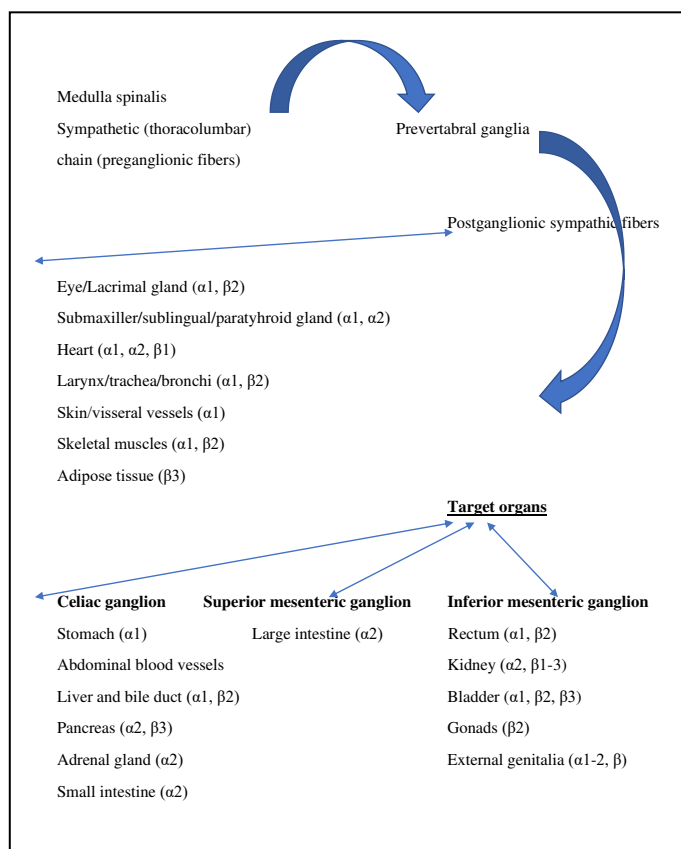 Medulla spinalis
Sympathetic (thoracolumbar)
chain (preganglionic fibers)
Prevertabral ganglia
Postganglionic sympathic fibers
Eye/Lacrimal gland (α1, β2)
Submaxiller/sublingual/paratyhroid gland (α1, α2)
Heart (α1, α2, β1)
Larynx/trachea/bronchi (α1, β2)
Skin/visseral vessels (α1)
Skeletal muscles (α1, β2)
Adipose tissue (β3)
Target organs
Celiac ganglion
Stomach (α1)
Abdominal blood vessels
Liver and bile duct (α1, β2)
Pancreas (α2, β3)
Adrenal gland (α2)
Small intestine (α2)
Superior mesenteric ganglion
Large intestine (α2)
Inferior mesenteric ganglion
Rectum (α1, β2)
Kidney (α2, β1-3)
Bladder (α1, β2, β3)
Gonads (β2)
External genitalia (α1-2, β)